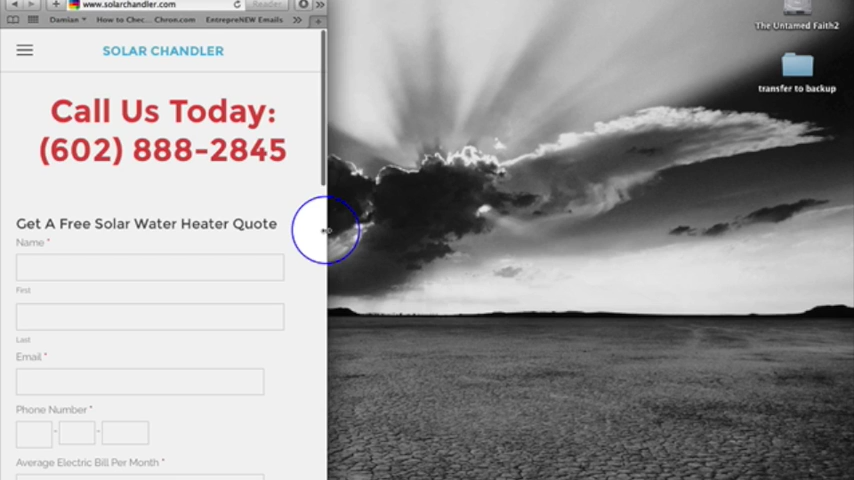 www.solarchandler.com
Reader
Damian
How to Chec... Chron.com
EntrepreNEW Emails
SOLAR CHANDLER
Call Us Today:
(602) 888-2845
Get A Free Solar Water Heater Quote
Name *
First
Last
Email *
Phone Number *
- -
Average Electric Bill Per Month *
The Untamed Faith2
transfer to backup